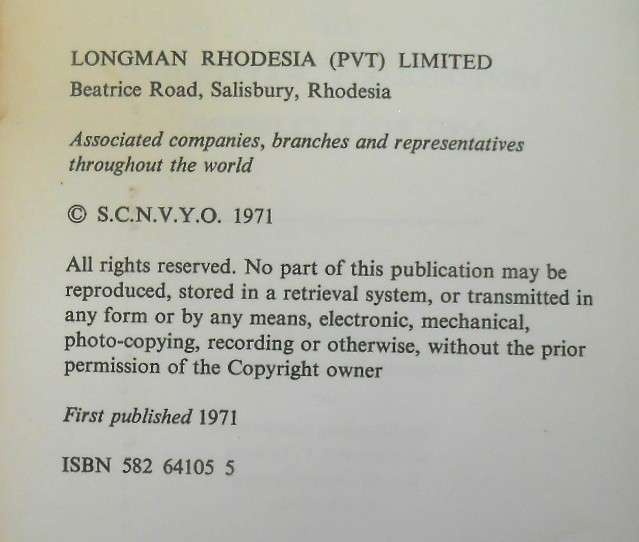 LONGMAN RHODESIA (PVT) LIMITED
Beatrice Road, Salisbury, Rhodesia
Associated companies, branches and representatives
throughout the world
© S.C.N.V.Y.O. 1971
All rights reserved. No part of this publication may be
reproduced, stored in a retrieval system, or transmitted in
any form or by any means, electronic, mechanical,
photo-copying, recording or otherwise, without the prior
permission of the Copyright owner
First published 1971
ISBN 582 64105 5